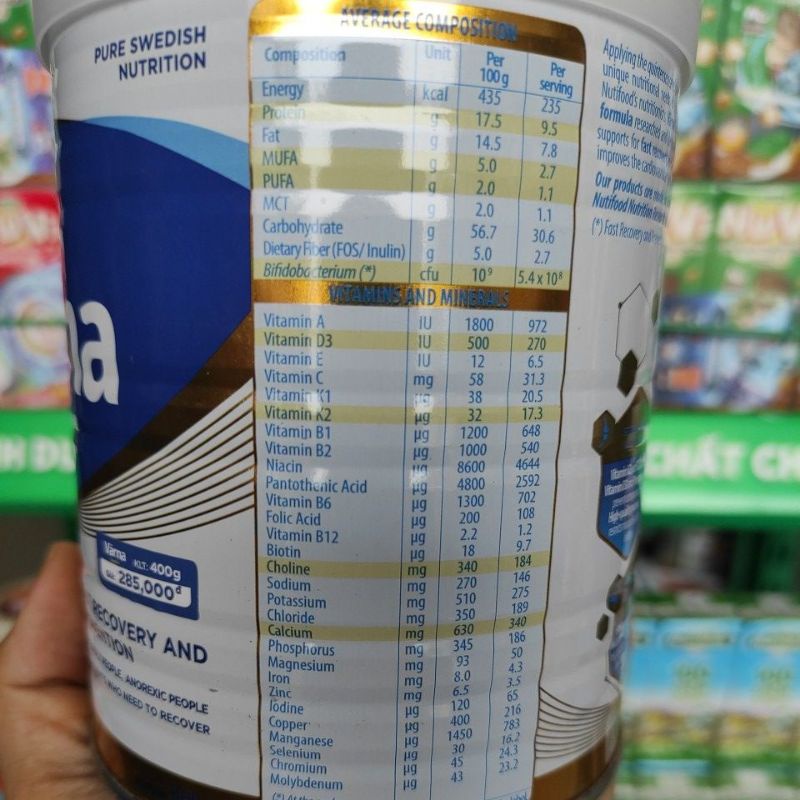 PURE SWEDISH
NUTRITION
na
Värna KLT: 400g
Giá: 285,000đ
RECOVERY AND
PEOPLE, ANOREXIC PEOPLE
WHO NEED TO RECOVER
AVERAGE COMPOSITION
Composition Unit Per 100g Per serving
Energy kcal 435 235
Protein g 17.5 9.5
Fat g 14.5 7.8
MUFA g 5.0 2.7
PUFA g 2.0 1.1
MCT g 2.0 1.1
Carbohydrate g 56.7 30.6
Dietary Fiber (FOS/ Inulin) g 5.0 2.7
Bifidobacterium (*) cfu 10⁹ 5.4 x 10⁸
VITAMINS AND MINERALS
Vitamin A IU 1800 972
Vitamin D3 IU 500 270
Vitamin E IU 12 6.5
Vitamin C mg 58 31.3
Vitamin K1 µg 38 20.5
Vitamin K2 µg 32 17.3
Vitamin B1 µg 1200 648
Vitamin B2 µg 1000 540
Niacin µg 8600 4644
Pantothenic Acid µg 4800 2592
Vitamin B6 µg 1300 702
Folic Acid µg 200 108
Vitamin B12 µg 2.2 1.2
Biotin µg 18 9.7
Choline mg 340 184
Sodium mg 270 146
Potassium mg 510 275
Chloride mg 350 189
Calcium mg 630 340
Phosphorus mg 345 186
Magnesium mg 93 50
Iron mg 8.0 4.3
Zinc mg 6.5 3.5
Iodine µg 120 65
Copper µg 400 216
Manganese µg 1450 783
Selenium µg 30 16.2
Chromium µg 45 24.3
Molybdenum µg 43 23.2
Applying the
unique nutritional
Nutifood's nutrition
formula researched
supports for fast
improves the
Our products are
Nutifood Nutrition
(*) Fast Recovery and
CHẤT